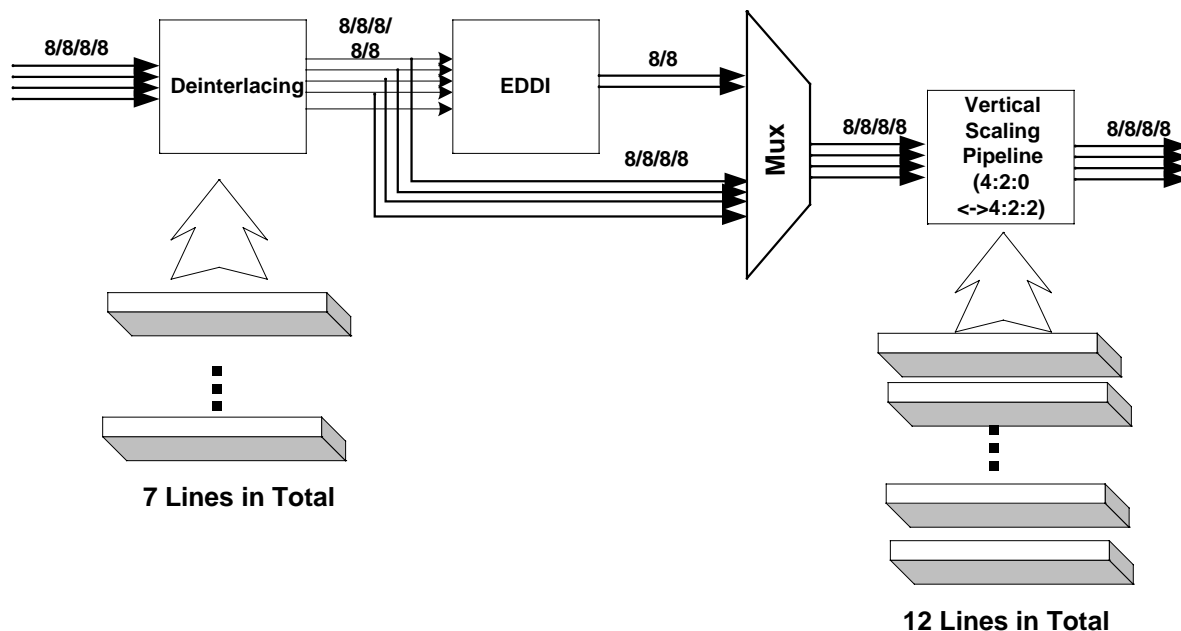 8/8/8/8
Deinterlacing
8/8/8/
8/8
EDDI
8/8
8/8/8/8
Mux
8/8/8/8
Vertical
Scaling
Pipeline
(4:2:0
<->4:2:2)
8/8/8/8
7 Lines in Total
12 Lines in Total